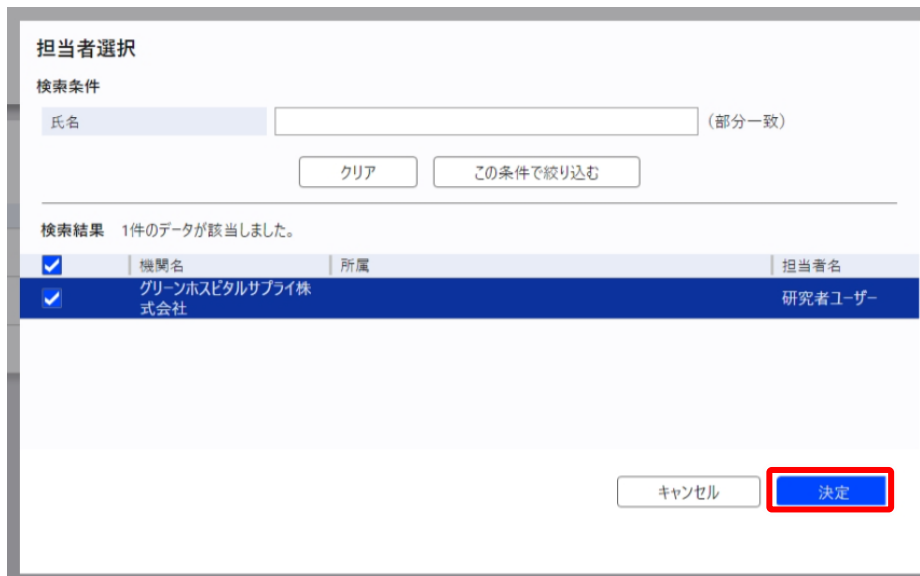 担当者選択
検索条件
氏名 (部分一致)
クリア この条件で絞り込む
検索結果 1件のデータが該当しました。
機関名 所属 担当者名
グリーンホスピタルサプライ株
式会社 研究者ユーザー
キャンセル 決定